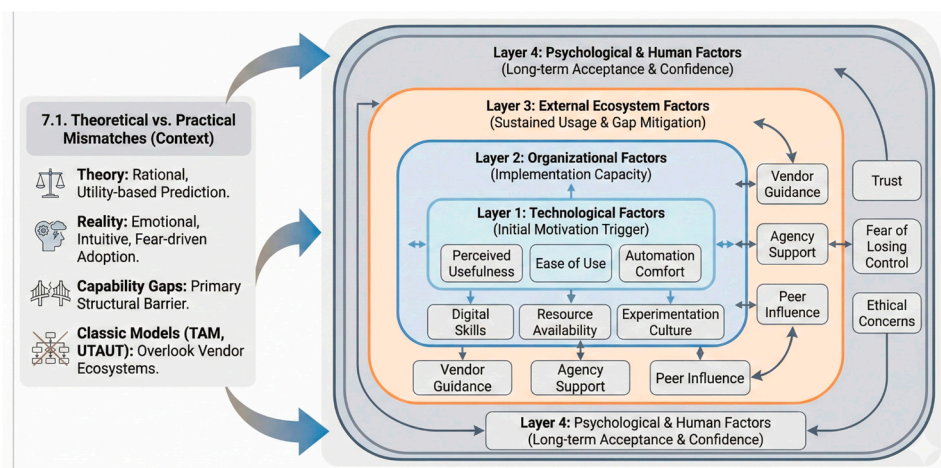 7.1. Theoretical vs. Practical
Mismatches (Context)
Theory: Rational,
Utility-based Prediction.
Reality: Emotional,
Intuitive, Fear-driven
Adoption.
Capability Gaps: Primary
Structural Barrier.
Classic Models (TAM,
UTAUT): Overlook Vendor
Ecosystems.
Layer 4: Psychological & Human Factors
(Long-term Acceptance & Confidence)
Layer 3: External Ecosystem Factors
(Sustained Usage & Gap Mitigation)
Layer 2: Organizational Factors
(Implementation Capacity)
Layer 1: Technological Factors
(Initial Motivation Trigger)
Perceived
Usefulness
Ease of Use
Automation
Comfort
Digital
Skills
Resource
Availability
Experimentation
Culture
Vendor
Guidance
Agency
Support
Peer Influence
Vendor
Guidance
Agency
Support
Peer
Influence
Trust
Fear of
Losing
Control
Ethical
Concerns
Layer 4: Psychological & Human Factors
(Long-term Acceptance & Confidence)